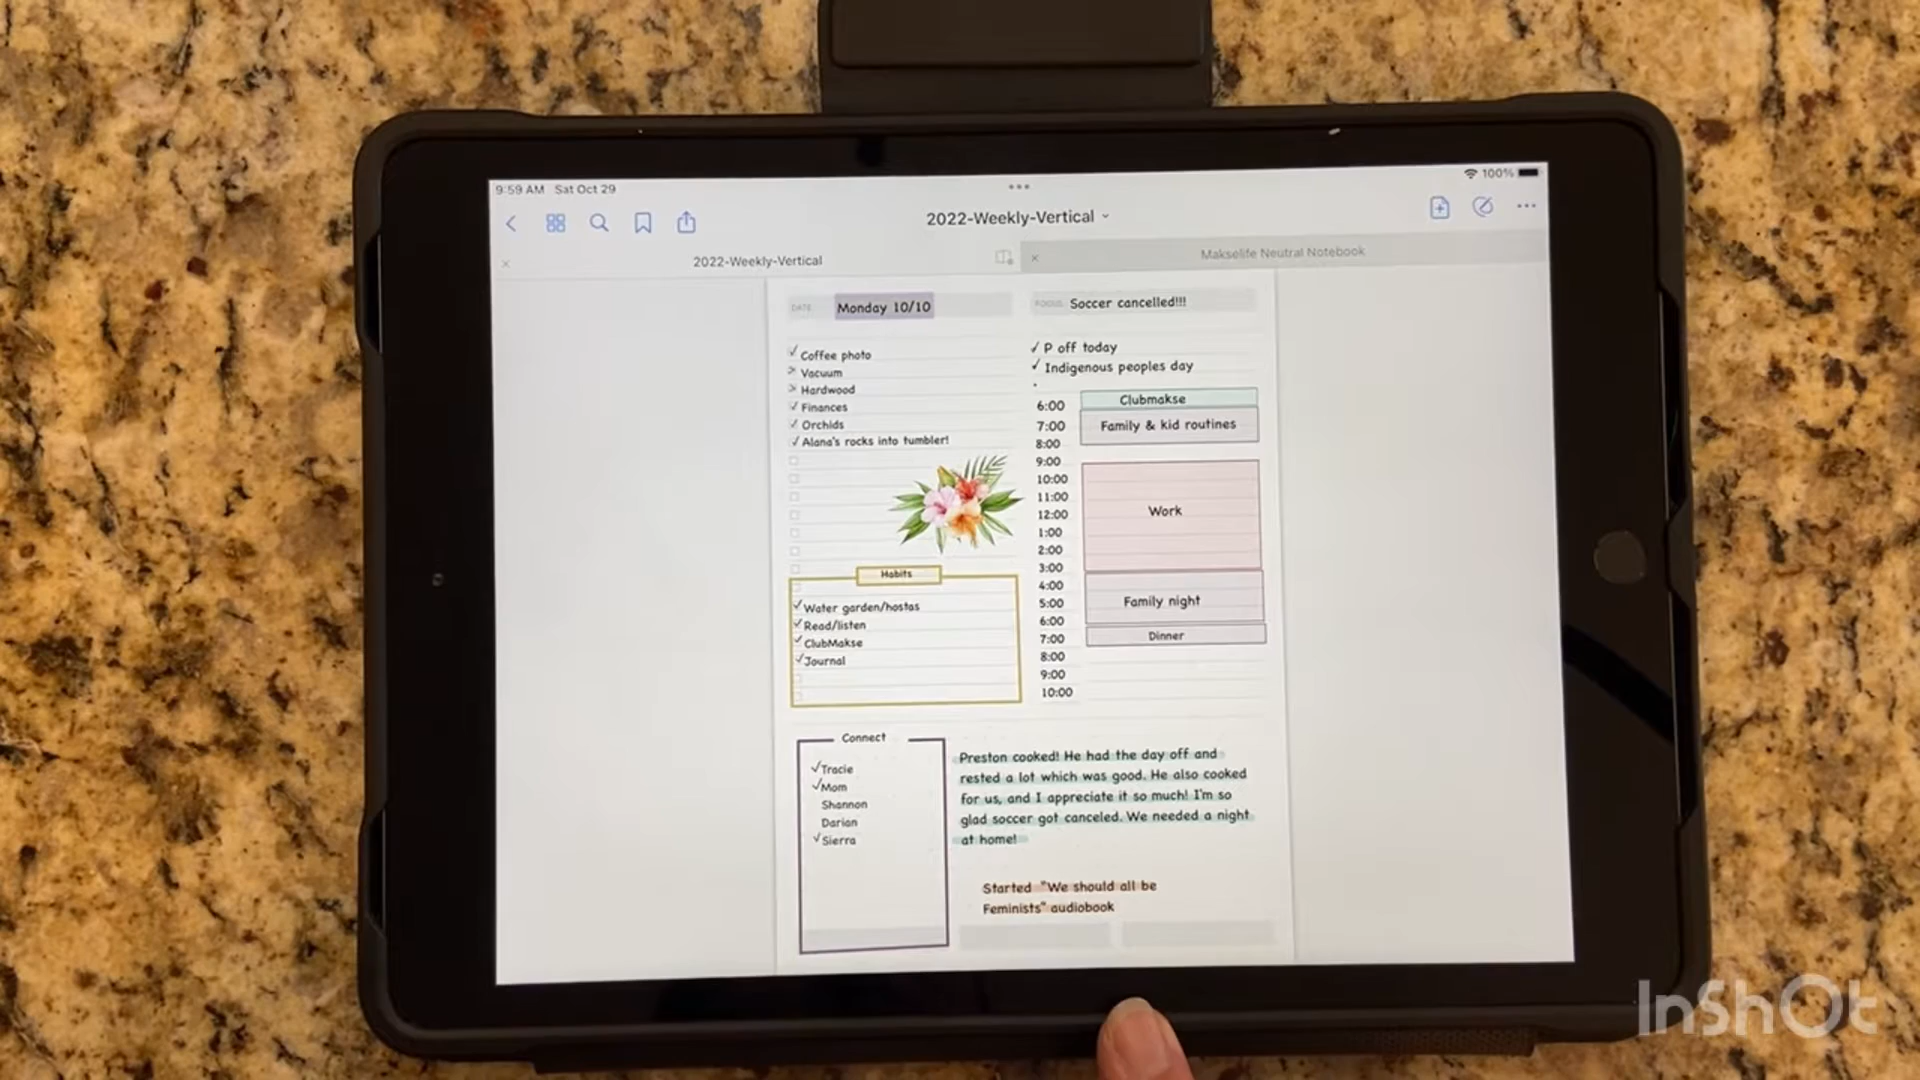 9:59 AM Sat Oct 29
100%
2022-Weekly-Vertical
2022-Weekly-Vertical
Makselife Neutral Notebook
DATE Monday 10/10
FOCUS Soccer cancelled!!!
✓ Coffee photo
> Vacuum
> Hardwood
✓ Finances
✓ Orchids
✓ Alana's rocks into tumbler!
Habits
✓ Water garden/hostas
✓ Read/listen
✓ ClubMakse
✓ Journal
✓ P off today
✓ Indigenous peoples day
6:00 Clubmakse
7:00 Family & kid routines
8:00
9:00
10:00
11:00
12:00 Work
1:00
2:00
3:00
4:00
5:00 Family night
6:00
7:00 Dinner
8:00
9:00
10:00
Connect
✓ Tracie
✓ Mom
Shannon
Darian
✓ Sierra
Preston cooked! He had the day off and
rested a lot which was good. He also cooked
for us, and I appreciate it so much! I'm so
glad soccer got canceled. We needed a night
at home!
Started "We should all be
Feminists" audiobook
InShOt